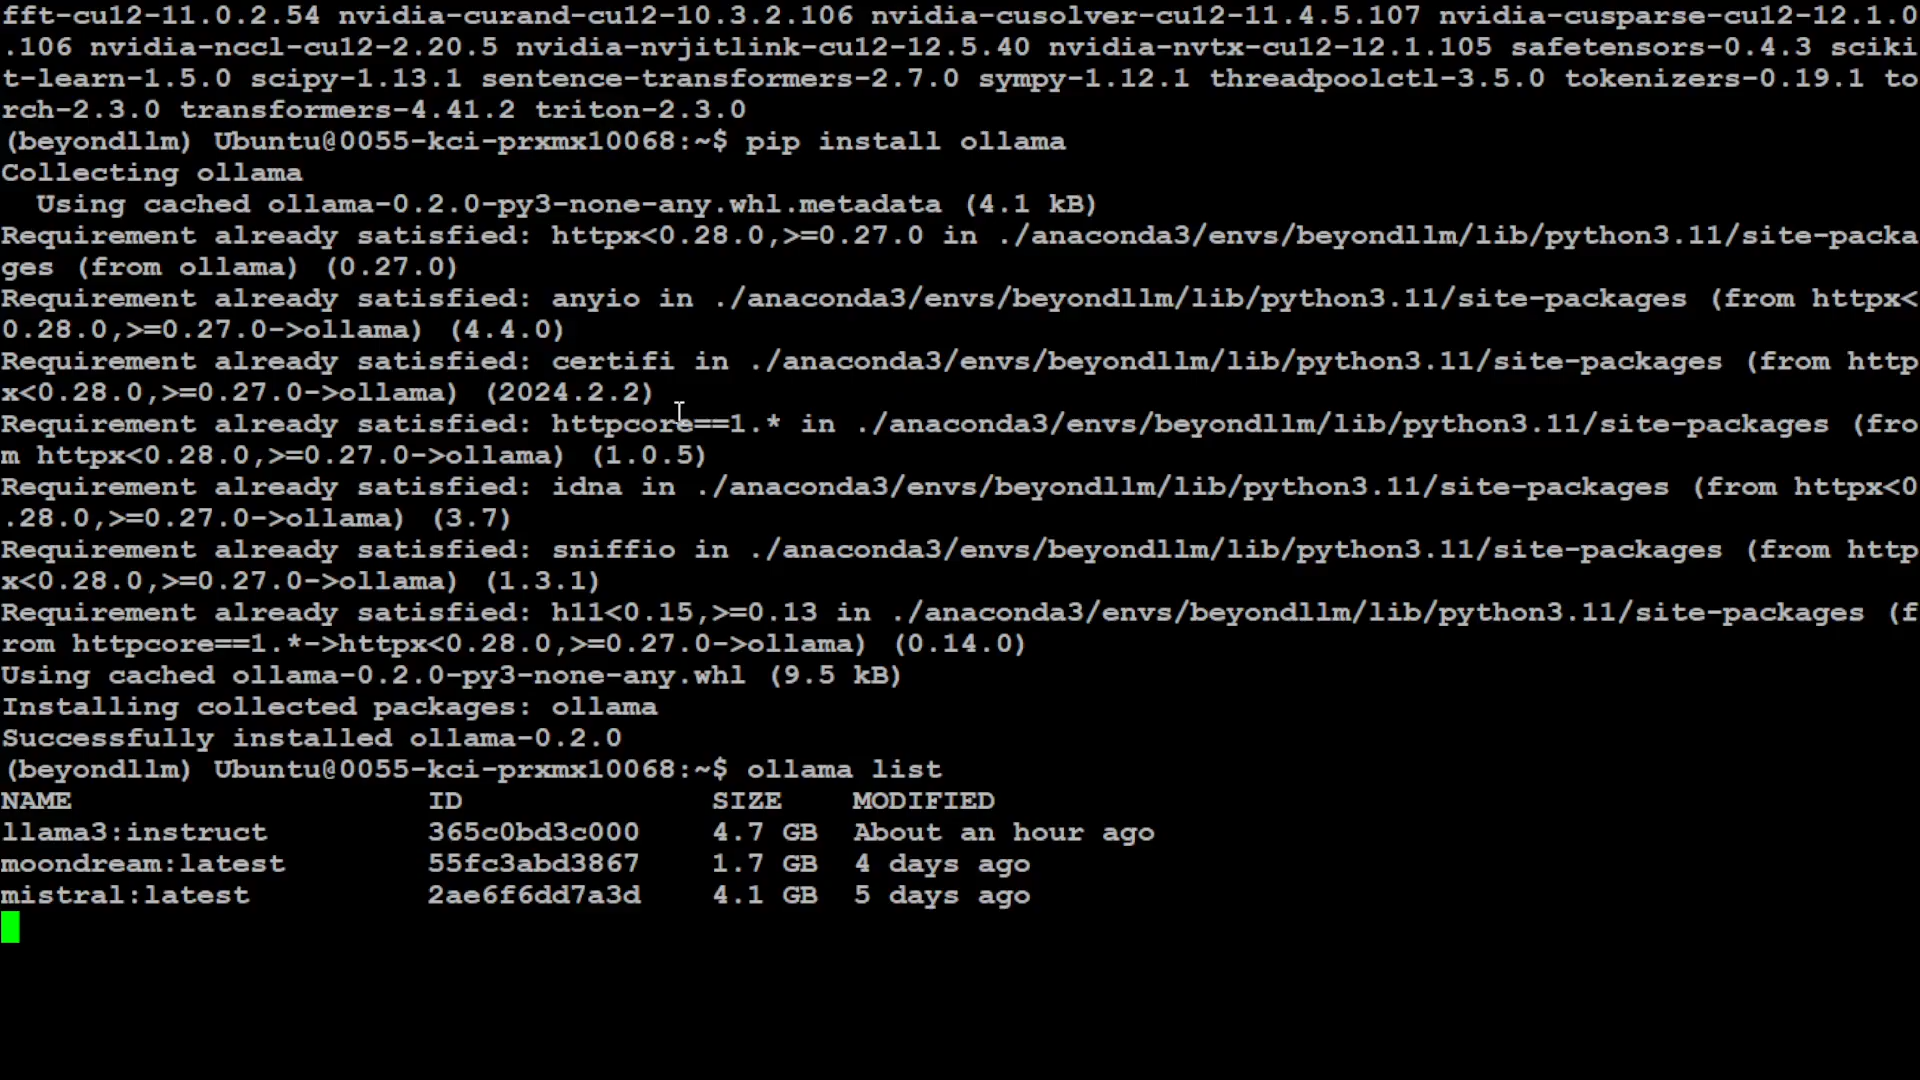 fft-cu12-11.0.2.54 nvidia-curand-cu12-10.3.2.106 nvidia-cusolver-cu12-11.4.5.107 nvidia-cusparse-cu12-12.1.0
.106 nvidia-nccl-cu12-2.20.5 nvidia-nvjitlink-cu12-12.5.40 nvidia-nvtx-cu12-12.1.105 safetensors-0.4.3 sciki
t-learn-1.5.0 scipy-1.13.1 sentence-transformers-2.7.0 sympy-1.12.1 threadpoolctl-3.5.0 tokenizers-0.19.1 to
rch-2.3.0 transformers-4.41.2 triton-2.3.0
(beyondllm) Ubuntu@0055-kci-prxmx10068:~$ pip install ollama
Collecting ollama
  Using cached ollama-0.2.0-py3-none-any.whl.metadata (4.1 kB)
Requirement already satisfied: httpx<0.28.0,>=0.27.0 in ./anaconda3/envs/beyondllm/lib/python3.11/site-packa
ges (from ollama) (0.27.0)
Requirement already satisfied: anyio in ./anaconda3/envs/beyondllm/lib/python3.11/site-packages (from httpx<
0.28.0,>=0.27.0->ollama) (4.4.0)
Requirement already satisfied: certifi in ./anaconda3/envs/beyondllm/lib/python3.11/site-packages (from http
x<0.28.0,>=0.27.0->ollama) (2024.2.2)
Requirement already satisfied: httpcore==1.* in ./anaconda3/envs/beyondllm/lib/python3.11/site-packages (fro
m httpx<0.28.0,>=0.27.0->ollama) (1.0.5)
Requirement already satisfied: idna in ./anaconda3/envs/beyondllm/lib/python3.11/site-packages (from httpx<0
.28.0,>=0.27.0->ollama) (3.7)
Requirement already satisfied: sniffio in ./anaconda3/envs/beyondllm/lib/python3.11/site-packages (from http
x<0.28.0,>=0.27.0->ollama) (1.3.1)
Requirement already satisfied: h11<0.15,>=0.13 in ./anaconda3/envs/beyondllm/lib/python3.11/site-packages (f
rom httpcore==1.*->httpx<0.28.0,>=0.27.0->ollama) (0.14.0)
Using cached ollama-0.2.0-py3-none-any.whl (9.5 kB)
Installing collected packages: ollama
Successfully installed ollama-0.2.0
(beyondllm) Ubuntu@0055-kci-prxmx10068:~$ ollama list
NAME ID SIZE MODIFIED
llama3:instruct 365c0bd3c000 4.7 GB About an hour ago
moondream:latest 55fc3abd3867 1.7 GB 4 days ago
mistral:latest 2ae6f6dd7a3d 4.1 GB 5 days ago